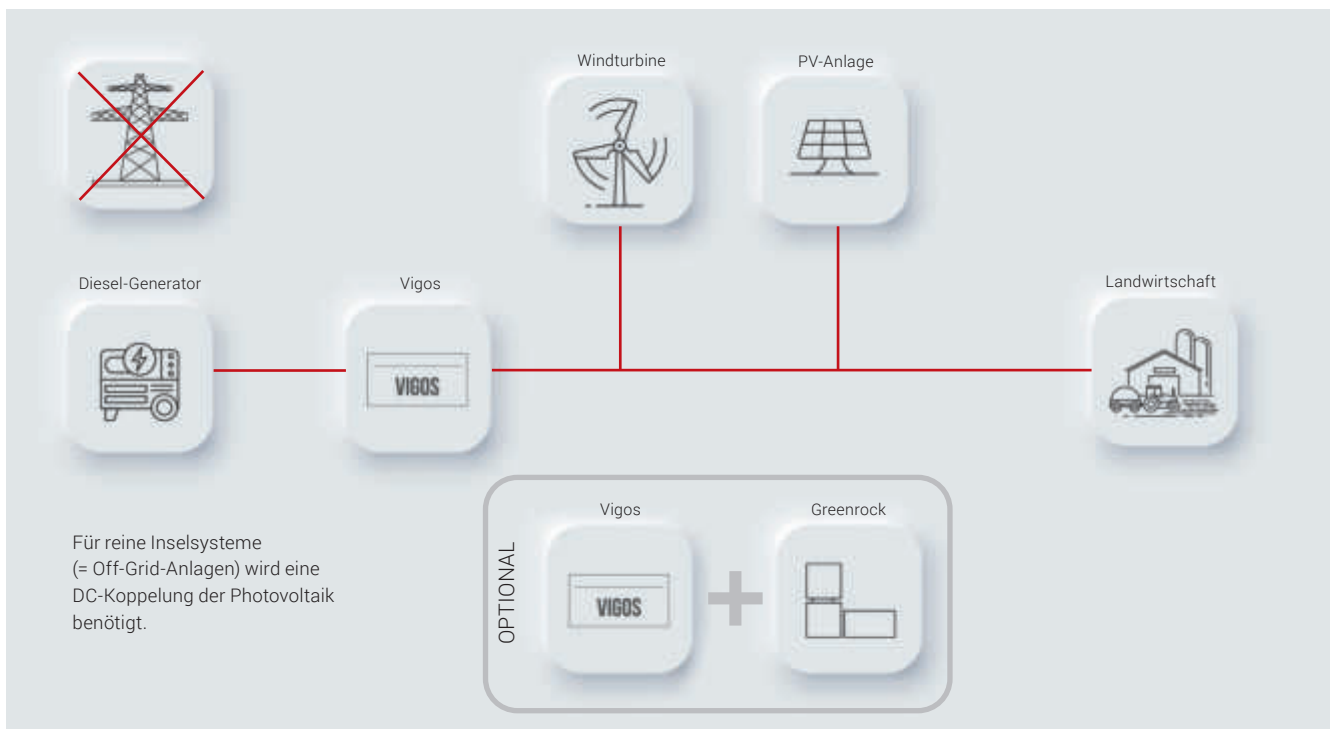 Windturbine
PV-Anlage
Diesel-Generator
Vigos
Landwirtschaft
VIGOS
Für reine Inselsysteme
(= Off-Grid-Anlagen) wird eine
DC-Koppelung der Photovoltaik
benötigt.
OPTIONAL
Vigos
Greenrock
VIGOS